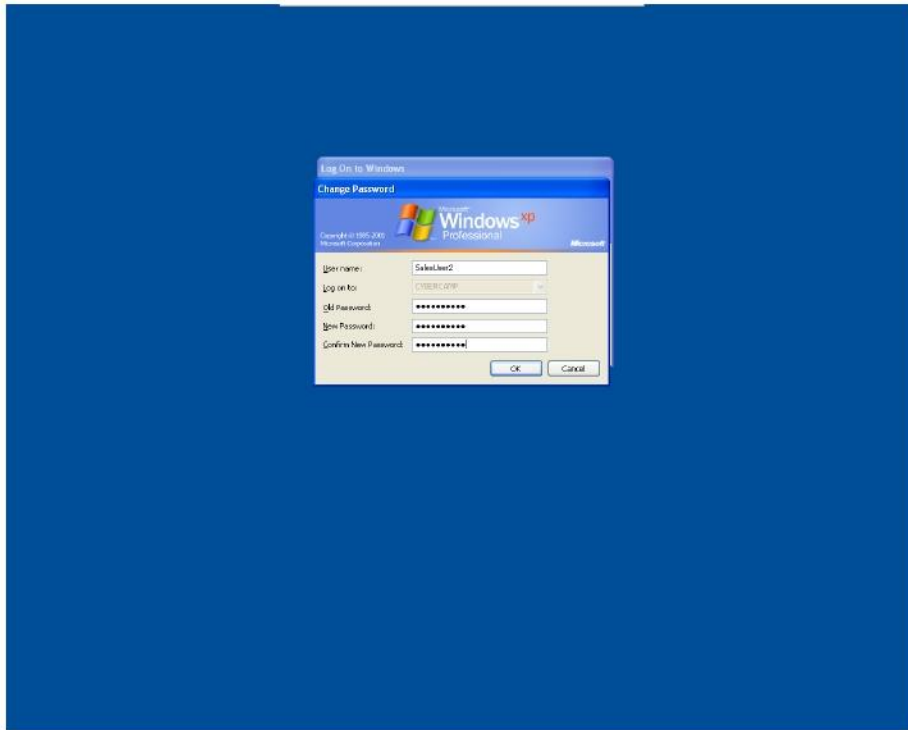 Log On to Windows
Change Password
Microsoft
Windows xp
Professional
Copyright © 1985-2001
Microsoft Corporation
Microsoft
User name: SalesUser2
Log on to: CYBERCAMP
Old Password: ••••••••••
New Password: ••••••••••
Confirm New Password: ••••••••••
OK Cancel